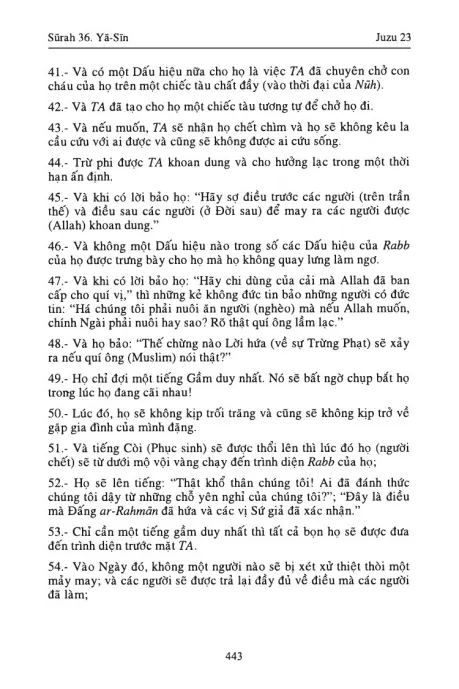 Sūrah 36. Yā-Sīn Juzu 23
41.- Và có một Dấu hiệu nữa cho họ là việc TA đã chuyên chở con
cháu của họ trên một chiếc tàu chất đầy (vào thời đại của Nūh).
42.- Và TA đã tạo cho họ một chiếc tàu tương tự để chở họ đi.
43.- Và nếu muốn, TA sẽ nhận họ chết chìm và họ sẽ không kêu la
cầu cứu với ai được và cũng sẽ không được ai cứu sống.
44.- Trừ phi được TA khoan dung và cho hưởng lạc trong một thời
hạn ấn định.
45.- Và khi có lời bảo họ: “Hãy sợ điều trước các người (trên trần
thế) và điều sau các người (ở Đời sau) để may ra các người được
(Allah) khoan dung.”
46.- Và không một Dấu hiệu nào trong số các Dấu hiệu của Rabb
của họ được trưng bày cho họ mà họ không quay lưng làm ngơ.
47.- Và khi có lời bảo họ: “Hãy chi dùng của cải mà Allah đã ban
cấp cho quí vị,” thì những kẻ không đức tin bảo những người có đức
tin: “Há chúng tôi phải nuôi ăn người (nghèo) mà nếu Allah muốn,
chính Ngài phải nuôi hay sao? Rõ thật quí ông lầm lạc.”
48.- Và họ bảo: “Thế chừng nào Lời hứa (về sự Trừng Phạt) sẽ xảy
ra nếu quí ông (Muslim) nói thật?”
49.- Họ chỉ đợi một tiếng Gầm duy nhất. Nó sẽ bất ngờ chụp bắt họ
trong lúc họ đang cãi nhau!
50.- Lúc đó, họ sẽ không kịp trối trăng và cũng sẽ không kịp trở về
gặp gia đình của mình đặng.
51.- Và tiếng Còi (Phục sinh) sẽ được thổi lên thì lúc đó họ (người
chết) sẽ từ dưới mộ vội vàng chạy đến trình diện Rabb của họ;
52.- Họ sẽ lên tiếng: “Thật khổ thân chúng tôi! Ai đã đánh thức
chúng tôi dậy từ những chỗ yên nghỉ của chúng tôi?”; “Đây là điều
mà Đấng ar-Rahmān đã hứa và các vị Sứ giả đã xác nhận.”
53.- Chỉ cần một tiếng gầm duy nhất thì tất cả bọn họ sẽ được đưa
đến trình diện trước mặt TA.
54.- Vào Ngày đó, không một người nào sẽ bị xét xử thiệt thòi một
mảy may; và các người sẽ được trả lại đầy đủ về điều mà các người
đã làm;
443